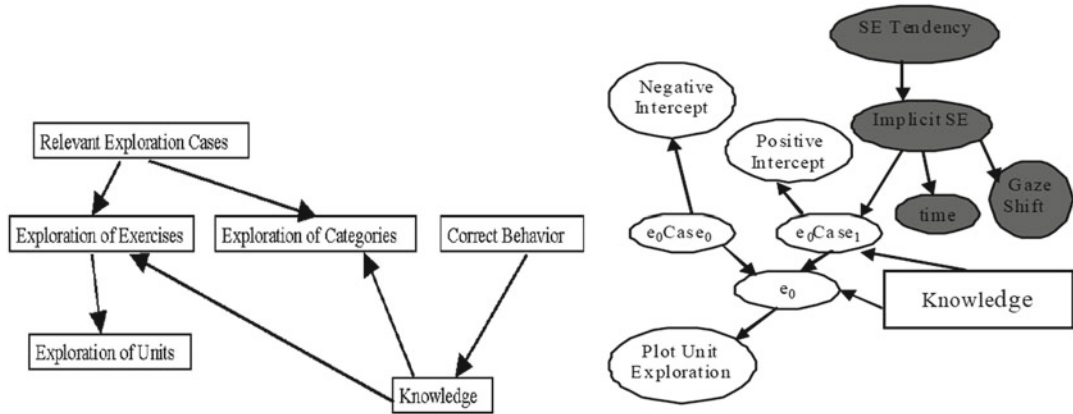 Relevant Exploration Cases
Exploration of Exercises
Exploration of Categories
Correct Behavior
Exploration of Units
Knowledge
SE Tendency
Negative
Intercept
Implicit SE
Positive
Intercept
Gaze
Shift
time
e₀Case₀
e₀Case₁
e₀
Knowledge
Plot Unit
Exploration